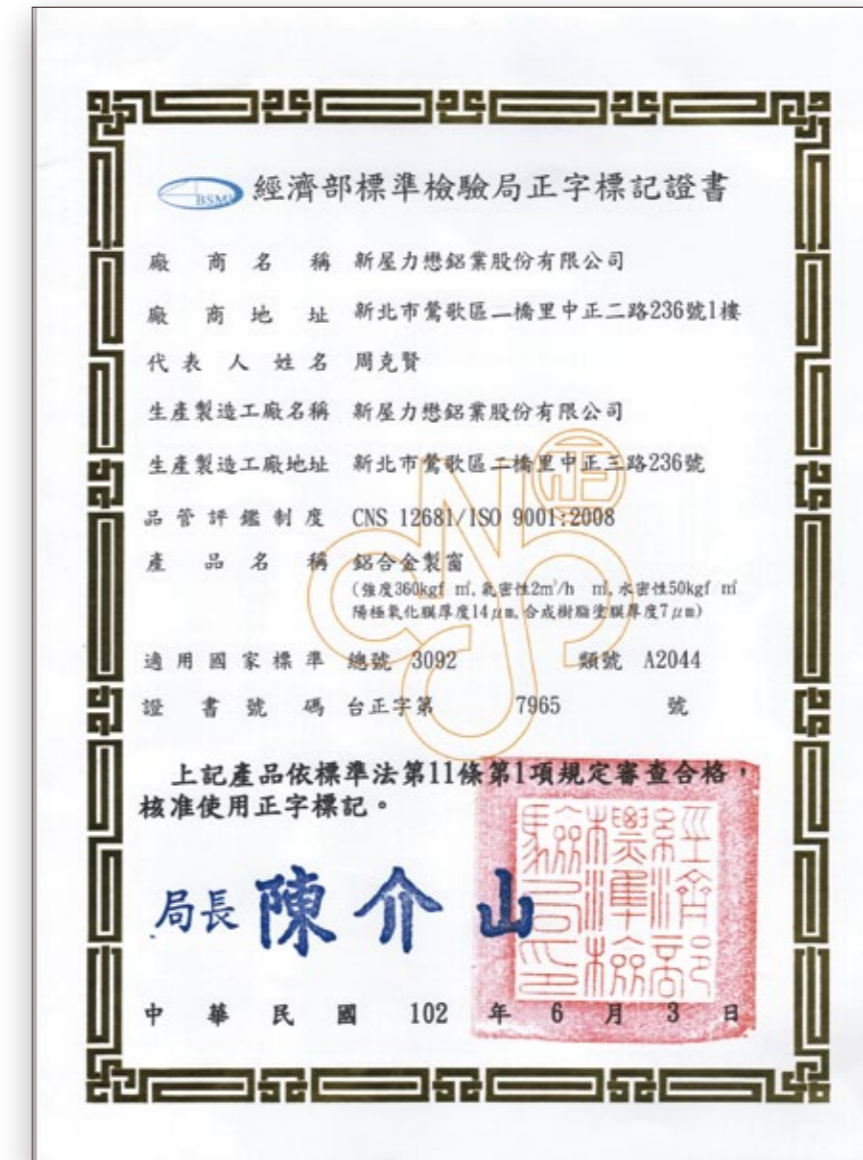 BSMI 經濟部標準檢驗局正字標記證書
廠商名稱 新屋力懋鋁業股份有限公司
廠商地址 新北市鶯歌區二橋里中正二路236號1樓
代表人姓名 周克賢
生產製造工廠名稱 新屋力懋鋁業股份有限公司
生產製造工廠地址 新北市鶯歌區二橋里中正三路236號
品管評鑑制度 CNS 12681/ISO 9001:2008
產品名稱 鋁合金製窗
(強度360kgf ㎡, 氣密性2m³/h ㎡, 水密性50kgf ㎡
陽極氧化膜厚度14μm, 合成樹脂塗膜厚度7μm)
適用國家標準 總號 3092 類號 A2044
證書號碼 台正字第 7965 號
上記產品依標準法第11條第1項規定審查合格，
核准使用正字標記。
局長 陳介山
經濟部標準檢驗局印
中華民國 102 年 6 月 3 日